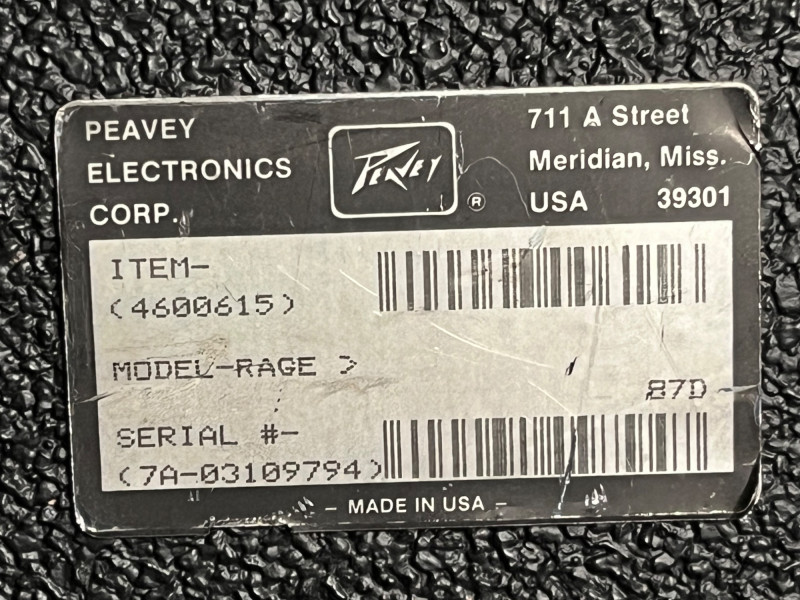 PEAVEY
ELECTRONICS
CORP.
PEAVEY
®
711 A Street
Meridian, Miss.
USA 39301
ITEM-
(4600615)
MODEL-RAGE >
87D
SERIAL #-
(7A-03109794)
- MADE IN USA -